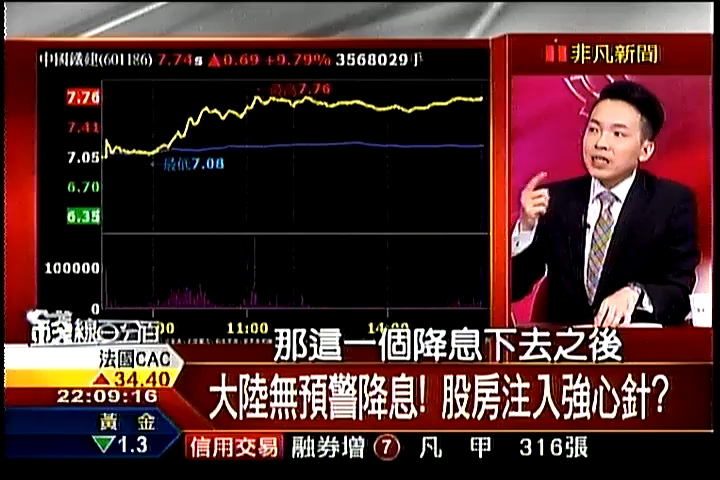 中國鐵建(601186) 7.74s ▲0.69 +9.79% 3568029手
非凡新聞
7.76
最高7.76
7.41
7.05
最低7.08
6.70
6.35
100000
0
11:00
14:00
錢線百分百
那這一個降息下去之後
法國CAC
▲34.40
大陸無預警降息! 股房注入強心針?
22:09:16
黃金
▽1.3
信用交易 融券增 7 凡甲 316張